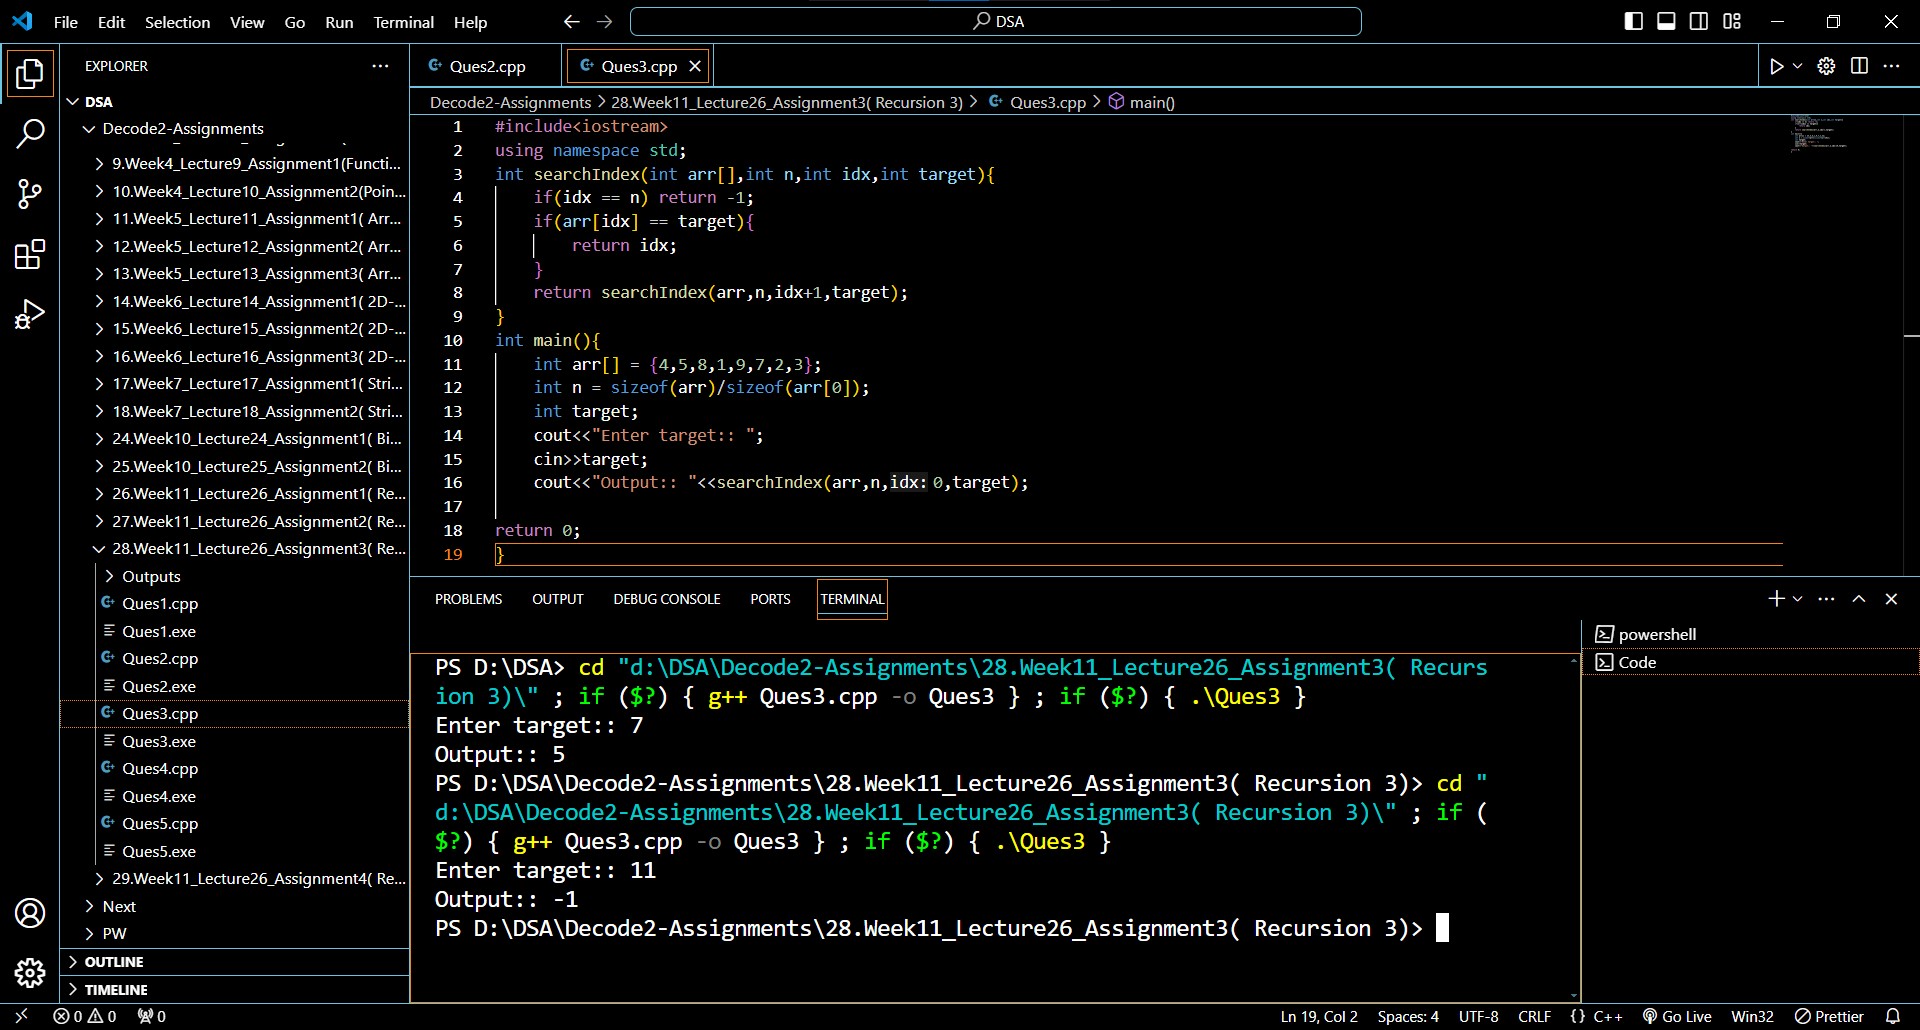 File Edit Selection View Go Run Terminal Help
DSA
EXPLORER
DSA
Decode2-Assignments
9.Week4_Lecture9_Assignment1(Functi...
10.Week4_Lecture10_Assignment2(Poin...
11.Week5_Lecture11_Assignment1( Arr...
12.Week5_Lecture12_Assignment2( Arr...
13.Week5_Lecture13_Assignment3( Arr...
14.Week6_Lecture14_Assignment1( 2D-...
15.Week6_Lecture15_Assignment2( 2D-...
16.Week6_Lecture16_Assignment3( 2D-...
17.Week7_Lecture17_Assignment1( Stri...
18.Week7_Lecture18_Assignment2( Stri...
24.Week10_Lecture24_Assignment1( Bi...
25.Week10_Lecture25_Assignment2( Bi...
26.Week11_Lecture26_Assignment1( Re...
27.Week11_Lecture26_Assignment2( Re...
28.Week11_Lecture26_Assignment3( Re...
Outputs
Ques1.cpp
Ques1.exe
Ques2.cpp
Ques2.exe
Ques3.cpp
Ques3.exe
Ques4.cpp
Ques4.exe
Ques5.cpp
Ques5.exe
29.Week11_Lecture26_Assignment4( Re...
Next
PW
OUTLINE
TIMELINE
Ques2.cpp Ques3.cpp
Decode2-Assignments > 28.Week11_Lecture26_Assignment3( Recursion 3) > Ques3.cpp > main()
1 #include<iostream>
2 using namespace std;
3 int searchIndex(int arr[],int n,int idx,int target){
4 if(idx == n) return -1;
5 if(arr[idx] == target){
6 return idx;
7 }
8 return searchIndex(arr,n,idx+1,target);
9 }
10 int main(){
11 int arr[] = {4,5,8,1,9,7,2,3};
12 int n = sizeof(arr)/sizeof(arr[0]);
13 int target;
14 cout<<"Enter target:: ";
15 cin>>target;
16 cout<<"Output:: "<<searchIndex(arr,n,idx: 0,target);
17
18 return 0;
19 }
PROBLEMS OUTPUT DEBUG CONSOLE PORTS TERMINAL
PS D:\DSA> cd "d:\DSA\Decode2-Assignments\28.Week11_Lecture26_Assignment3( Recurs
ion 3)\" ; if ($?) { g++ Ques3.cpp -o Ques3 } ; if ($?) { .\Ques3 }
Enter target:: 7
Output:: 5
PS D:\DSA\Decode2-Assignments\28.Week11_Lecture26_Assignment3( Recursion 3)> cd "
d:\DSA\Decode2-Assignments\28.Week11_Lecture26_Assignment3( Recursion 3)\" ; if (
$?) { g++ Ques3.cpp -o Ques3 } ; if ($?) { .\Ques3 }
Enter target:: 11
Output:: -1
PS D:\DSA\Decode2-Assignments\28.Week11_Lecture26_Assignment3( Recursion 3)>
powershell
Code
0 0 0
Ln 19, Col 2 Spaces: 4 UTF-8 CRLF {} C++ Go Live Win32 Prettier